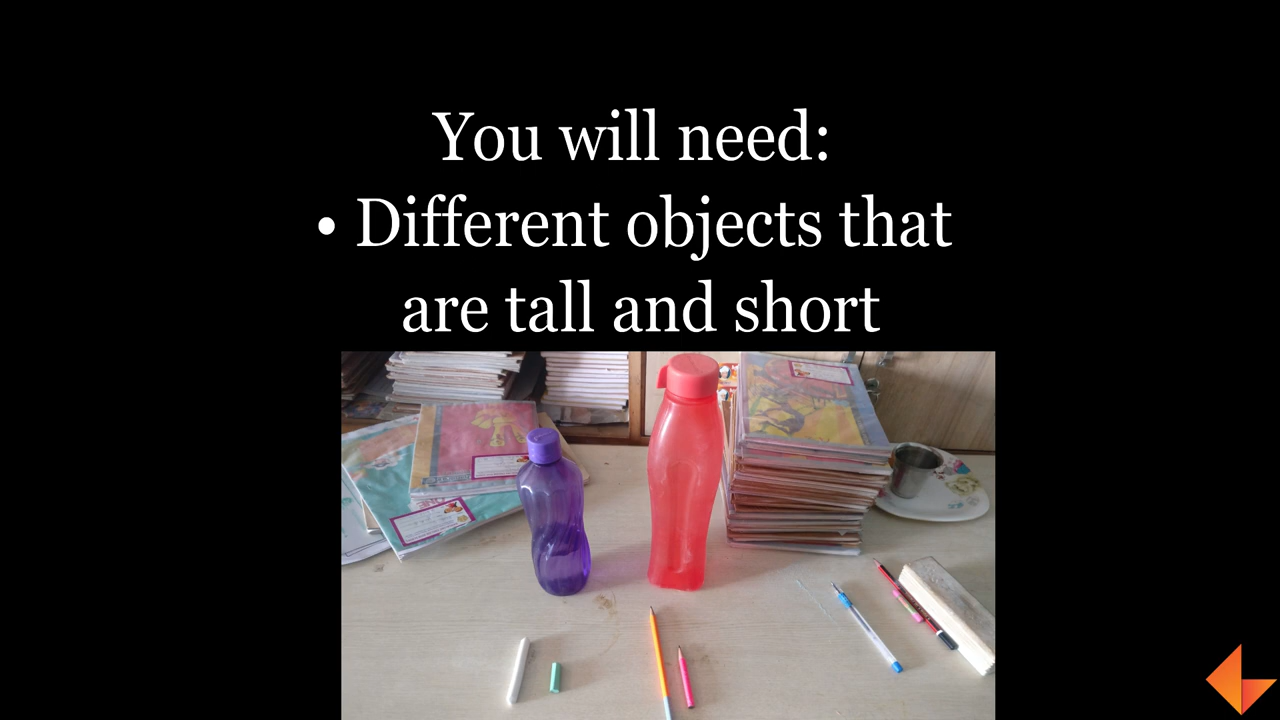 You will need:
• Different objects that
are tall and short